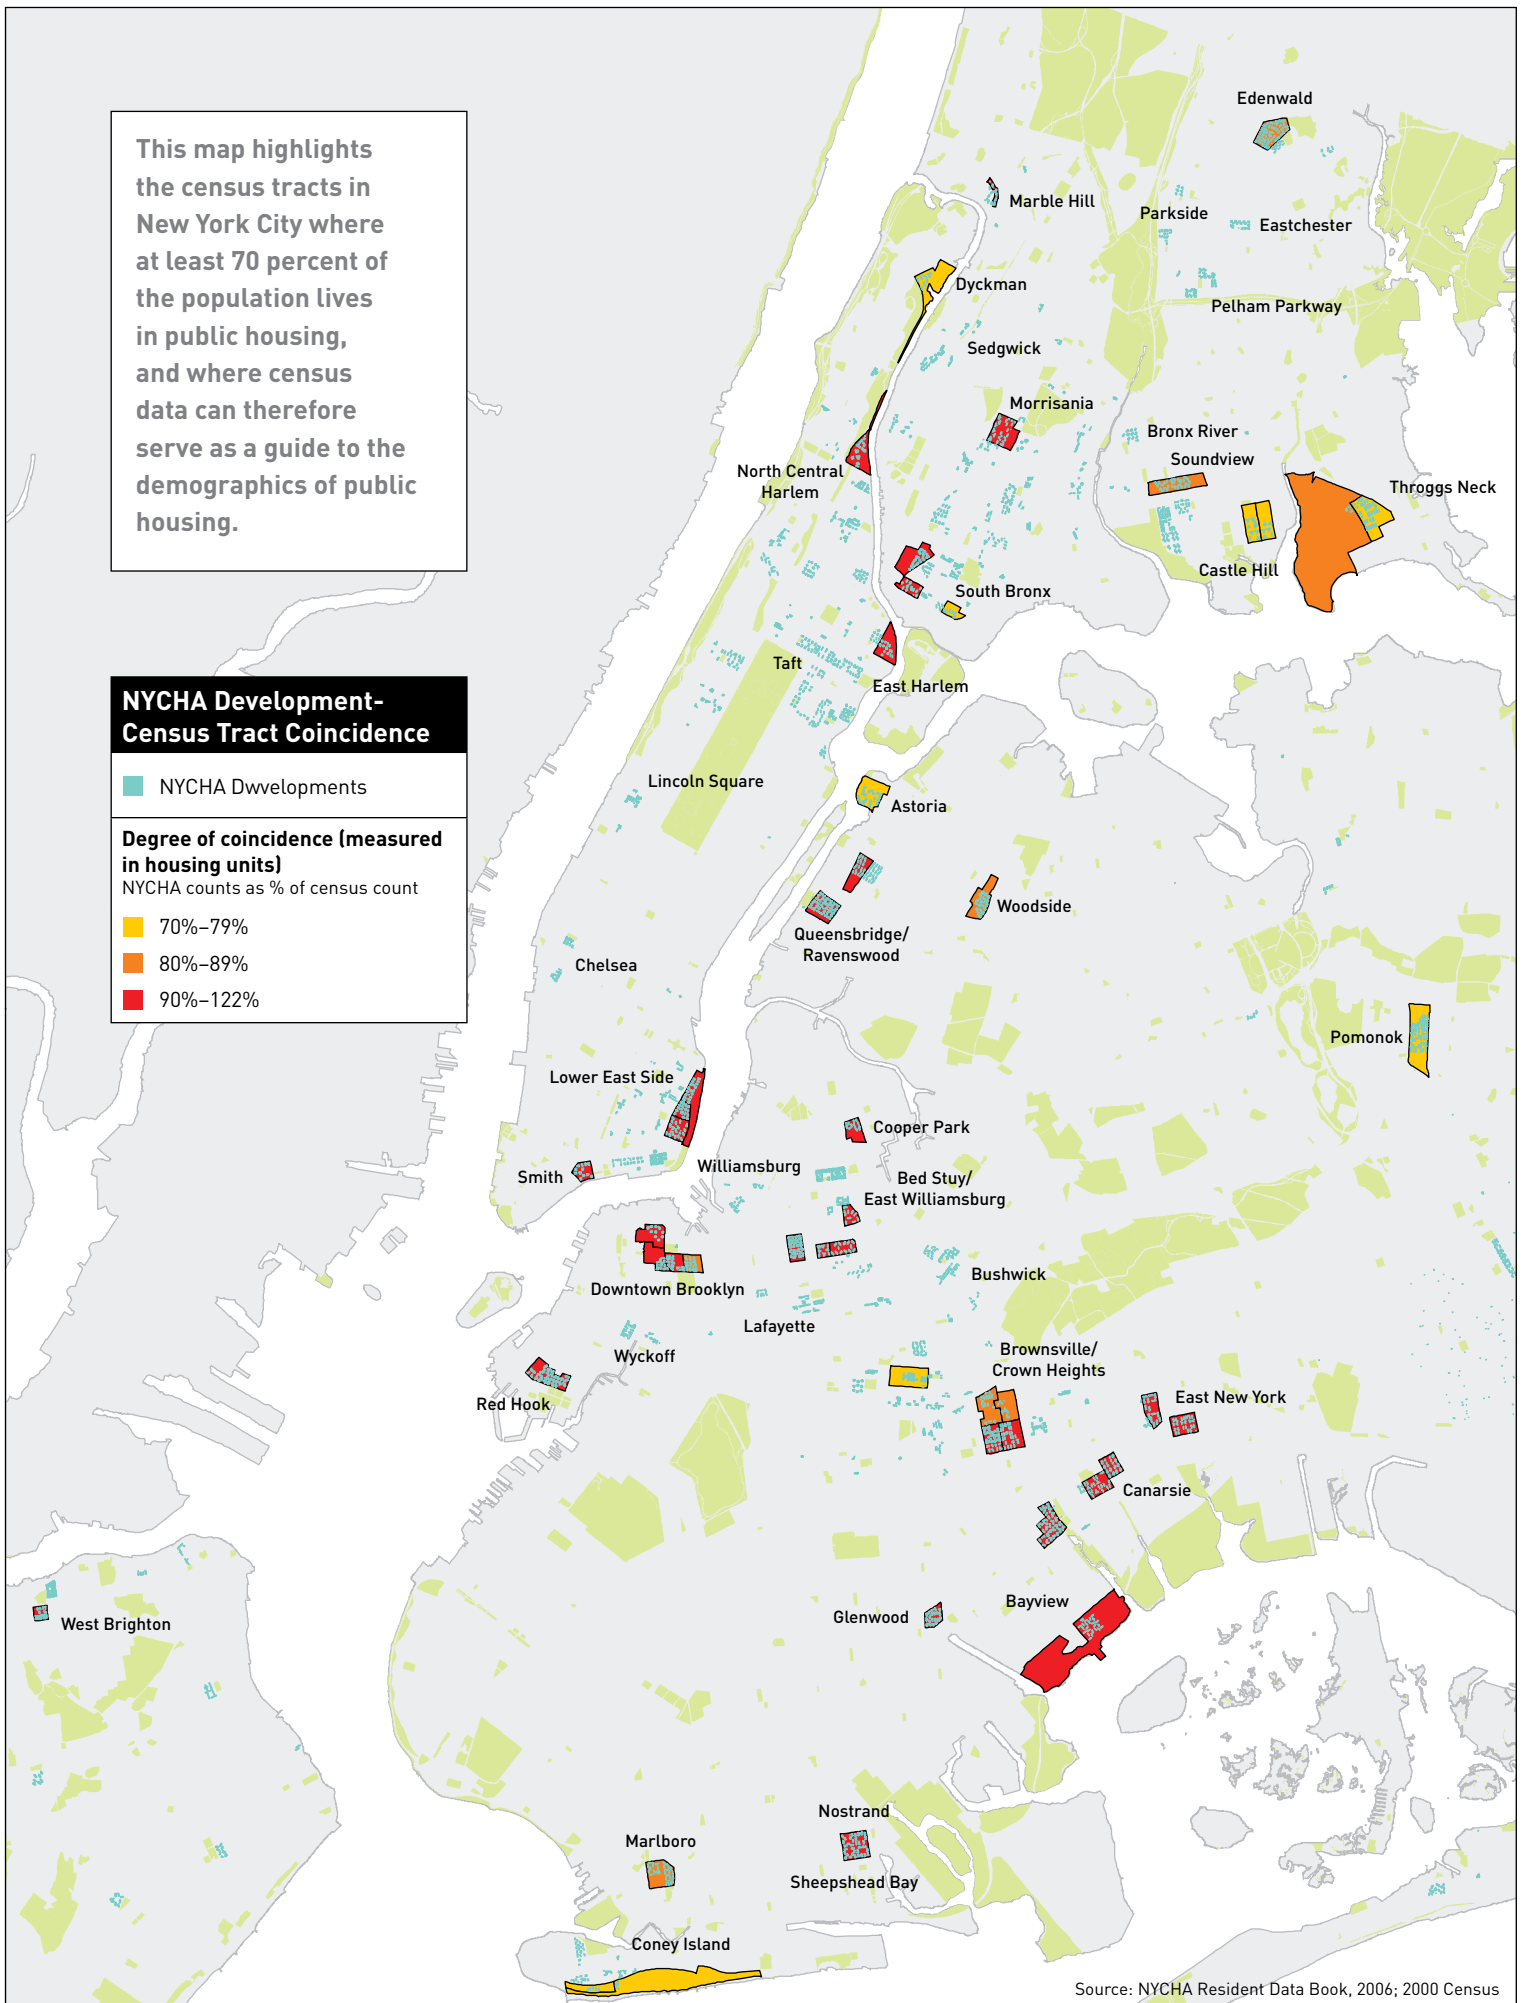 This map highlights
the census tracts in
New York City where
at least 70 percent of
the population lives
in public housing,
and where census
data can therefore
serve as a guide to the
demographics of public
housing.
NYCHA Development-
Census Tract Coincidence
NYCHA Dwvelopments
Degree of coincidence (measured
in housing units)
NYCHA counts as % of census count
70%–79%
80%–89%
90%–122%
Edenwald
Marble Hill
Parkside
Eastchester
Dyckman
Pelham Parkway
Sedgwick
Morrisania
Bronx River
Soundview
North Central
Harlem
Throggs Neck
Castle Hill
South Bronx
Taft
East Harlem
Lincoln Square
Astoria
Woodside
Queensbridge/
Ravenswood
Chelsea
Pomonok
Lower East Side
Cooper Park
Smith
Williamsburg
Bed Stuy/
East Williamsburg
Downtown Brooklyn
Bushwick
Lafayette
Wyckoff
Brownsville/
Crown Heights
Red Hook
East New York
Canarsie
West Brighton
Glenwood
Bayview
Nostrand
Marlboro
Sheepshead Bay
Coney Island
Source: NYCHA Resident Data Book, 2006; 2000 Census